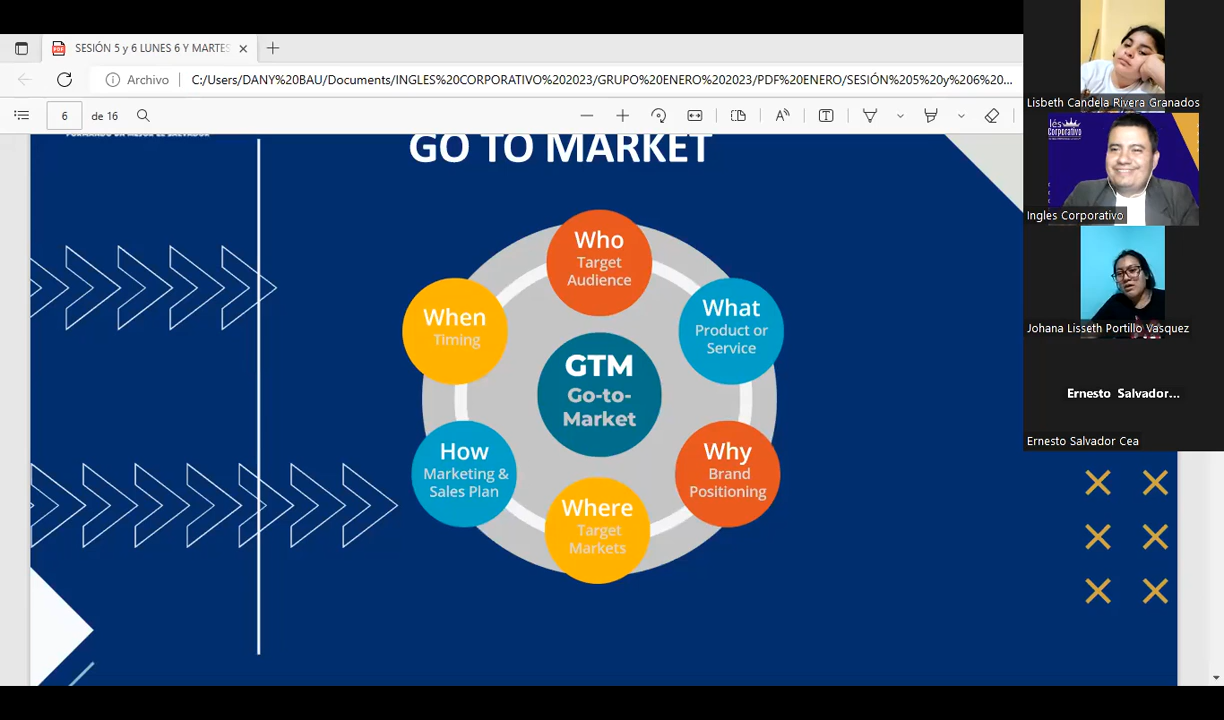 SESIÓN 5 y 6 LUNES 6 Y MARTES
Archivo
C:/Users/DANY%20BAU/Documents/INGLES%20CORPORATIVO%202023/GRUPO%20ENERO%202023/PDF%20ENERO/SESIÓN%205%20y%206%20...
6
de 16
GO TO MARKET
Who
Target
Audience
What
Product or
Service
Why
Brand
Positioning
Where
Target
Markets
How
Marketing &
Sales Plan
When
Timing
GTM
Go-to-
Market
Lisbeth Candela Rivera Granados
Corporativo
Ingles Corporativo
Johana Lisseth Portillo Vasquez
Ernesto Salvador...
Ernesto Salvador Cea